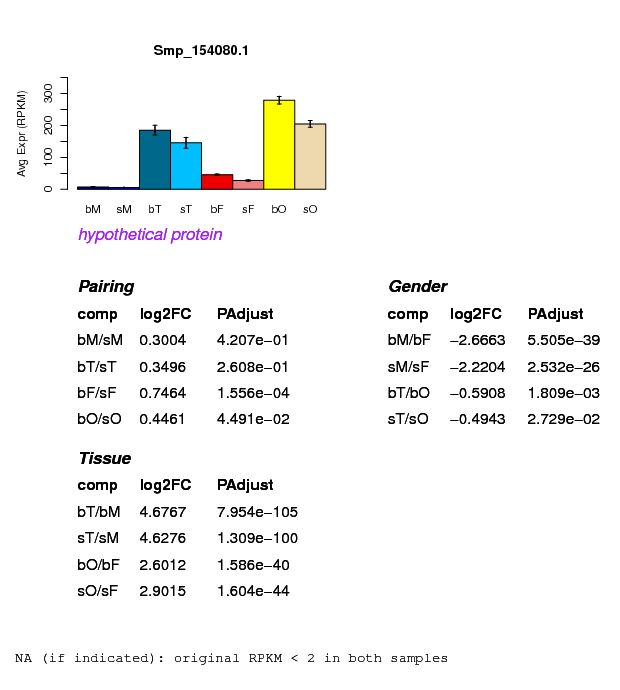 Smp_154080.1
Avg Expr (RPKM)
300
200
100
0
bM sM bT sT bF sF bO sO
hypothetical protein
Pairing
comp log2FC PAdjust
bM/sM 0.3004 4.207e−01
bT/sT 0.3496 2.608e−01
bF/sF 0.7464 1.556e−04
bO/sO 0.4461 4.491e−02
Gender
comp log2FC PAdjust
bM/bF −2.6663 5.505e−39
sM/sF −2.2204 2.532e−26
bT/bO −0.5908 1.809e−03
sT/sO −0.4943 2.729e−02
Tissue
comp log2FC PAdjust
bT/bM 4.6767 7.954e−105
sT/sM 4.6276 1.309e−100
bO/bF 2.6012 1.586e−40
sO/sF 2.9015 1.604e−44
NA (if indicated): original RPKM < 2 in both samples